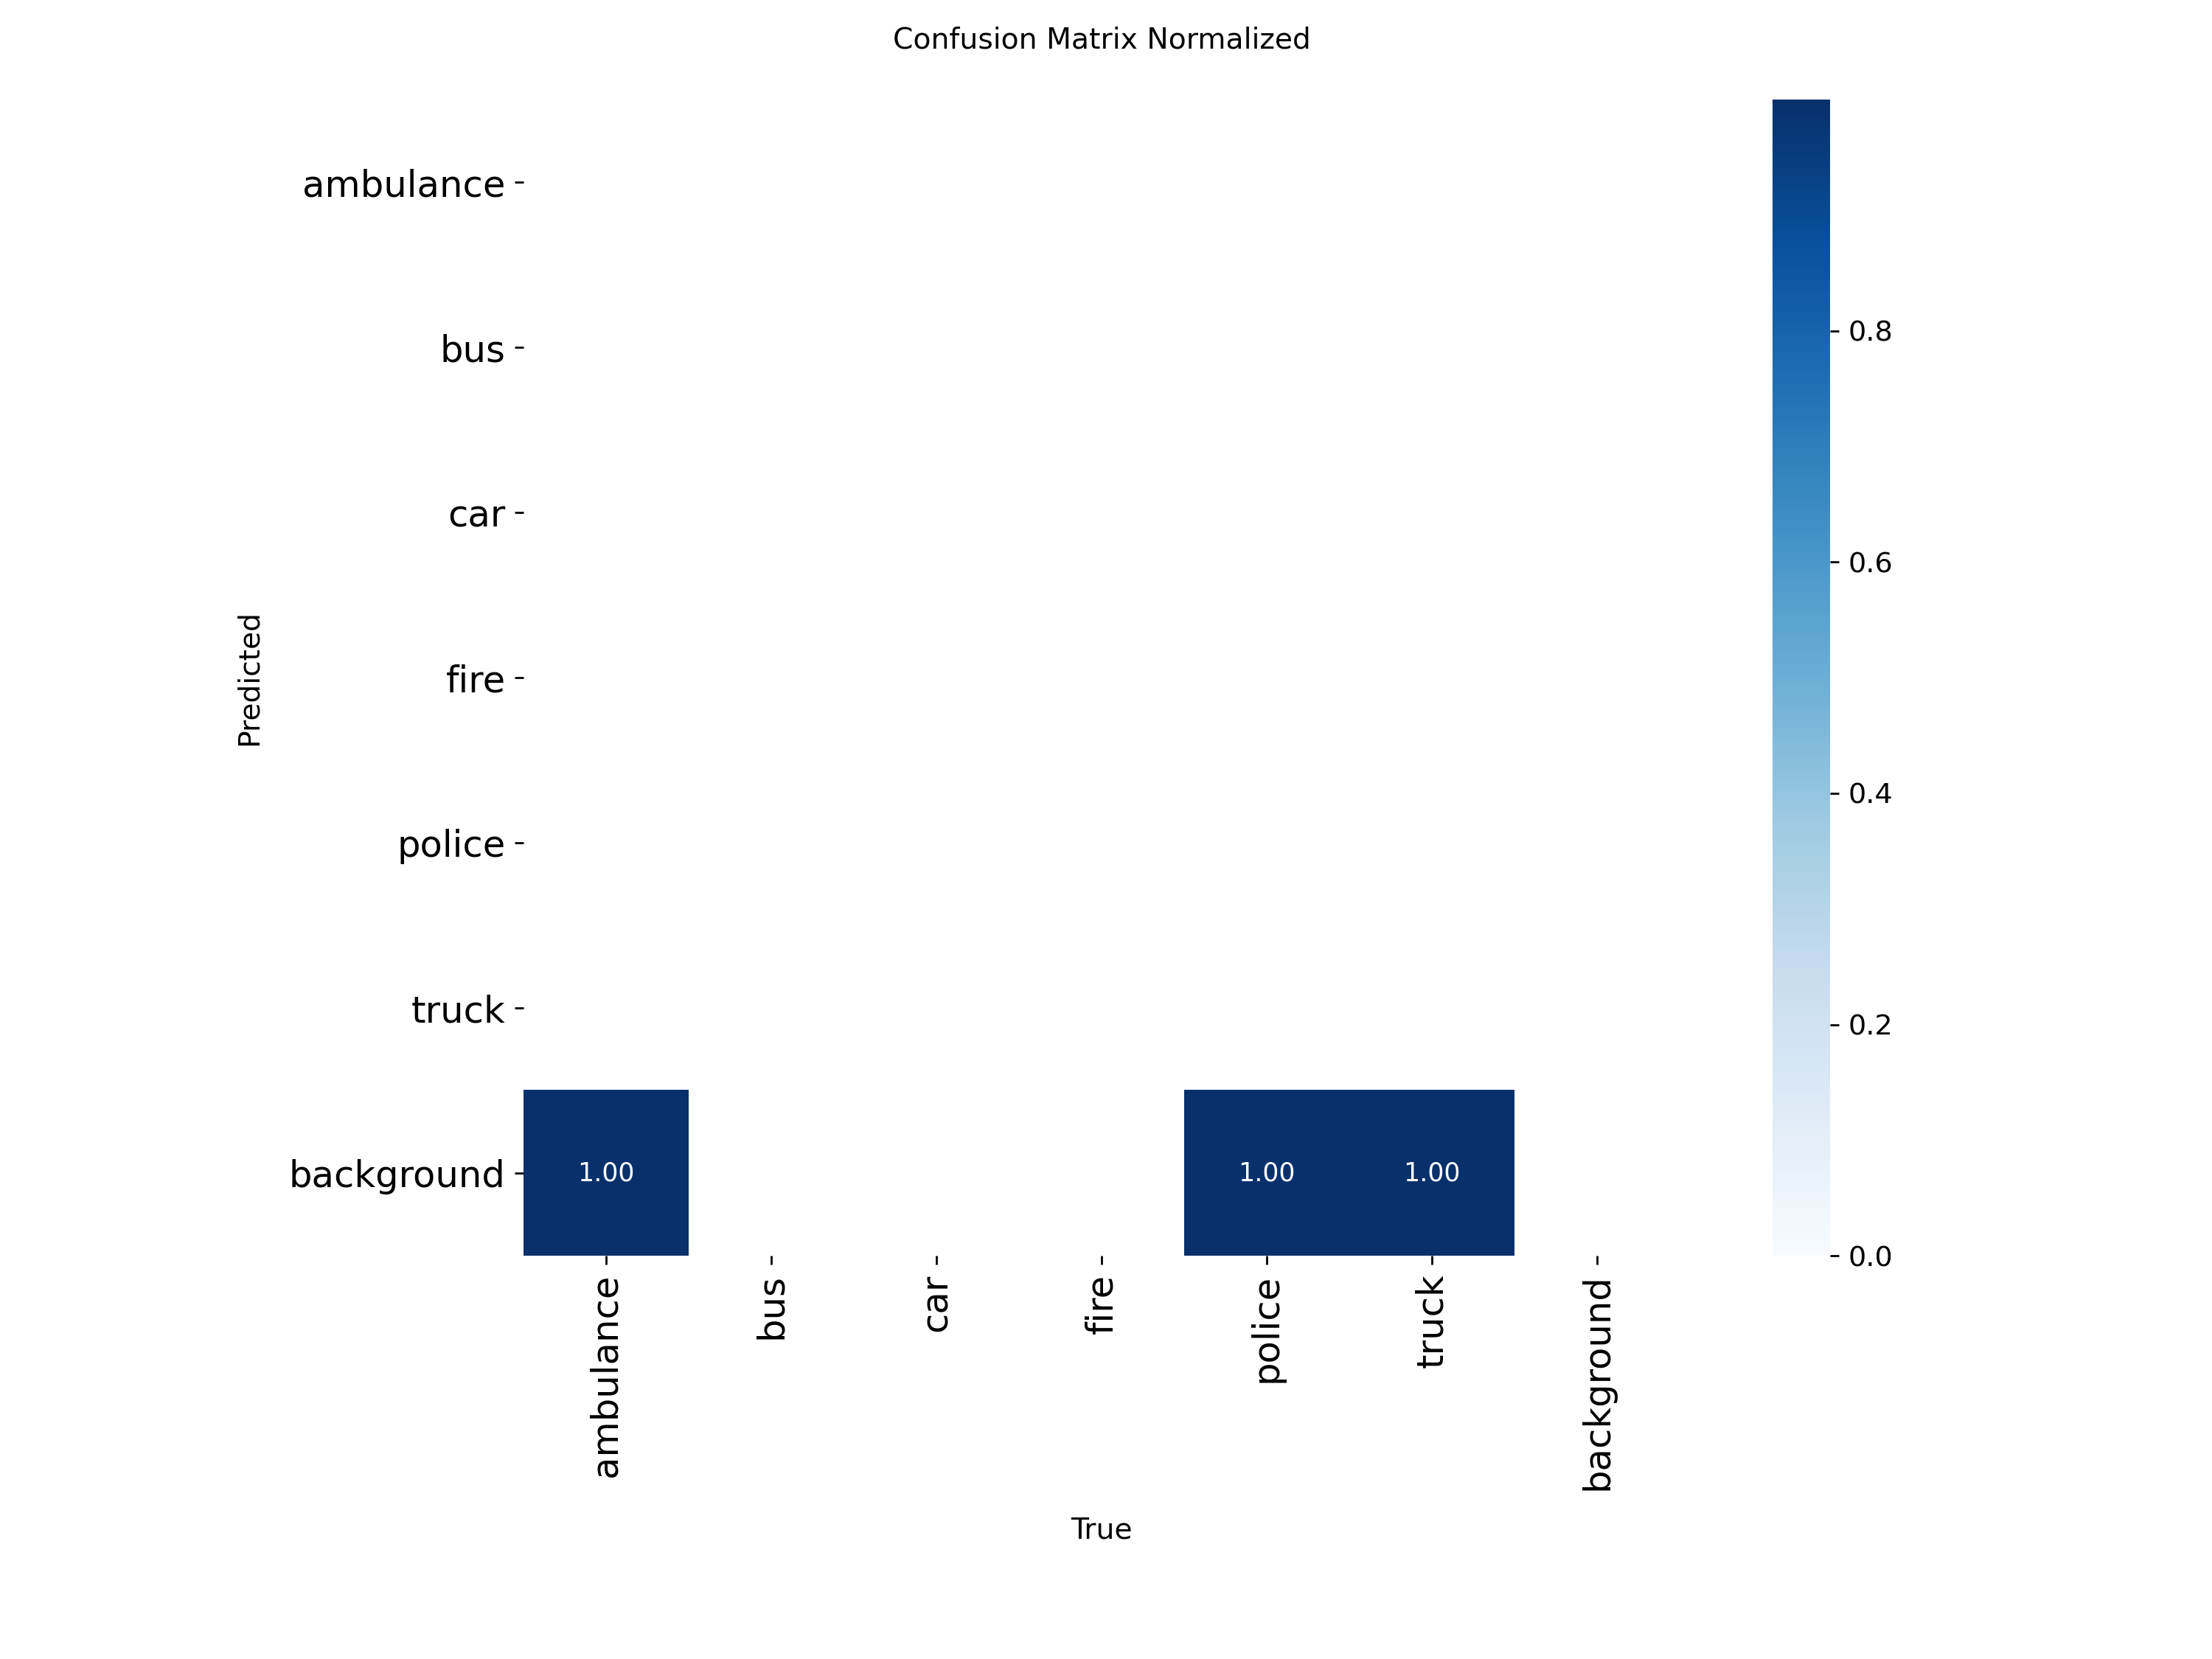 Confusion Matrix Normalized
ambulance
bus
car
fire
police
truck
background
Predicted
1.00 1.00 1.00
ambulance
bus
car
fire
police
truck
background
True
0.8
0.6
0.4
0.2
0.0